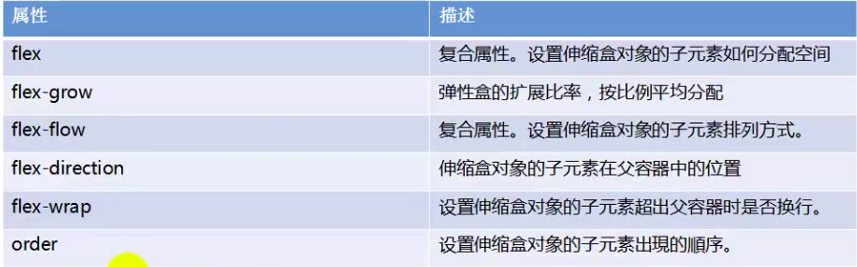 属性 描述
flex 复合属性。设置伸缩盒对象的子元素如何分配空间
flex-grow 弹性盒的扩展比率，按比例平均分配
flex-flow 复合属性。设置伸缩盒对象的子元素排列方式。
flex-direction 伸缩盒对象的子元素在父容器中的位置
flex-wrap 设置伸缩盒对象的子元素超出父容器时是否换行。
order 设置伸缩盒对象的子元素出現的順序。